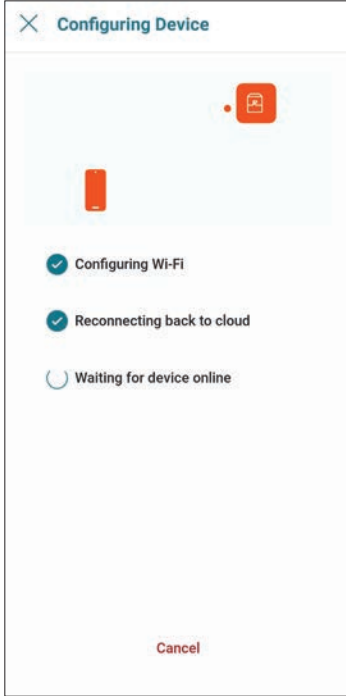 Configuring Device
Configuring Wi-Fi
Reconnecting back to cloud
Waiting for device online
Cancel